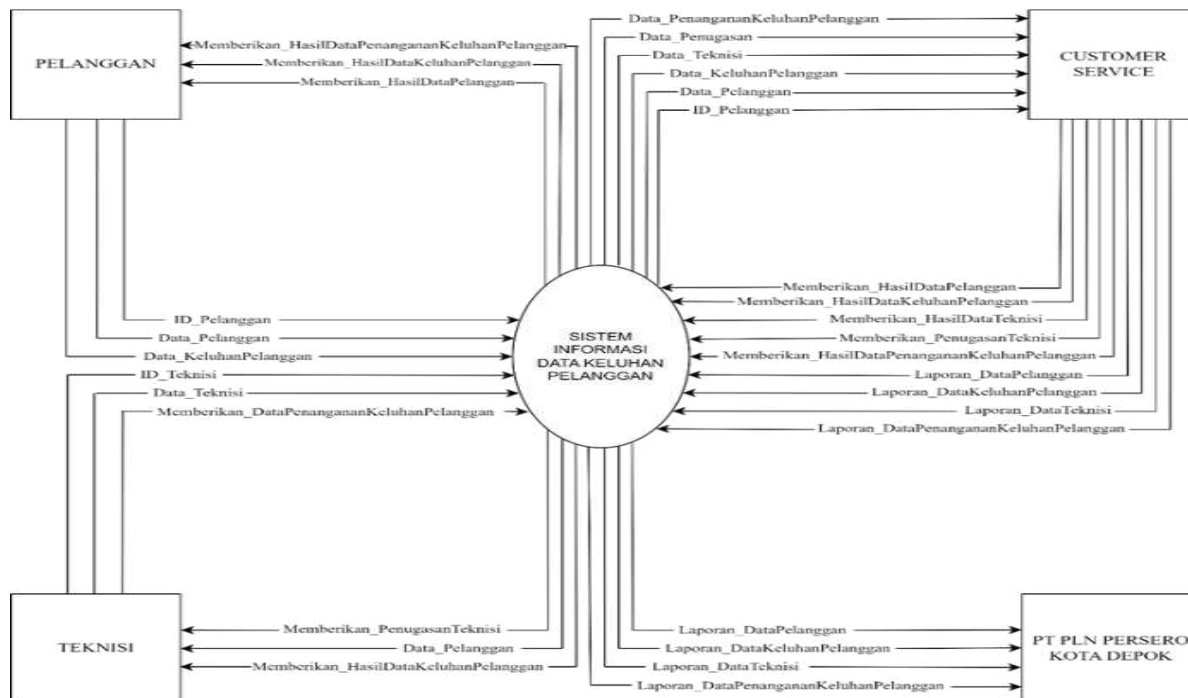 PELANGGAN
Memberikan_HasilDataPenangananKeluhanPelanggan
Memberikan_HasilDataKeluhanPelanggan
Memberikan_HasilDataPelanggan
Data_PenangananKeluhanPelanggan
Data_Penugasan
Data_Teknisi
Data_KeluhanPelanggan
Data_Pelanggan
ID_Pelanggan
CUSTOMER
SERVICE
ID_Pelanggan
Data_Pelanggan
Data_KeluhanPelanggan
ID_Teknisi
Data_Teknisi
Memberikan_DataPenangananKeluhanPelanggan
SISTEM
INFORMASI
DATA KELUHAN
PELANGGAN
Memberikan_HasilDataPelanggan
Memberikan_HasilDataKeluhanPelanggan
Memberikan_HasilDataTeknisi
Memberikan_PenugasanTeknisi
Memberikan_HasilDataPenangananKeluhanPelanggan
Laporan_DataPelanggan
Laporan_DataKeluhanPelanggan
Laporan_DataTeknisi
Laporan_DataPenangananKeluhanPelanggan
TEKNISI
Memberikan_PenugasanTeknisi
Data_Pelanggan
Memberikan_HasilDataKeluhanPelanggan
Laporan_DataPelanggan
Laporan_DataKeluhanPelanggan
Laporan_DataTeknisi
Laporan_DataPenangananKeluhanPelanggan
PT PLN PERSERO
KOTA DEPOK